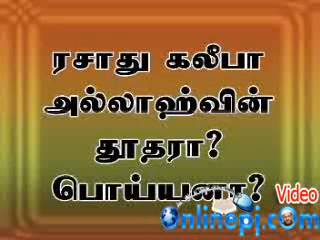 ரசாது கலீபா
அல்லாஹ்வின்
தூதரா?
பொய்யனா?
Video
Onlinepj.com